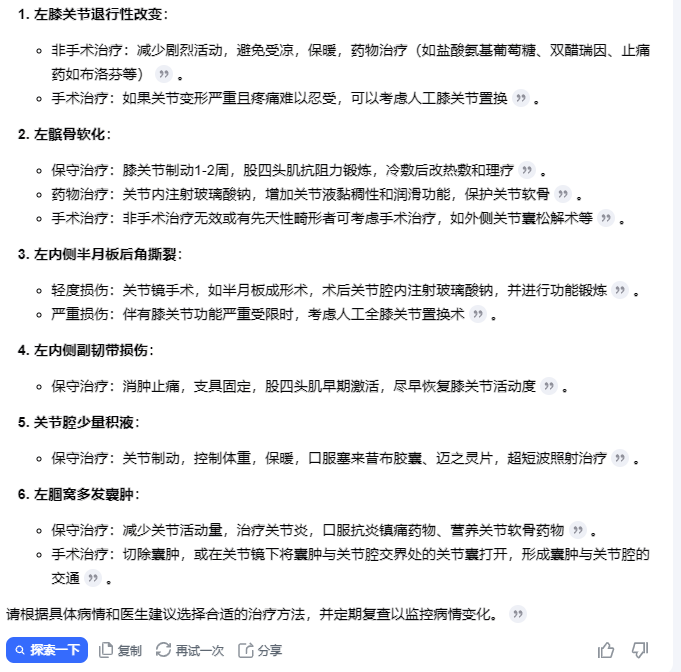 1. 左膝关节退行性改变：
非手术治疗：减少剧烈活动，避免受凉，保暖，药物治疗（如盐酸氨基葡萄糖、双醋瑞因、止痛
药如布洛芬等）。
手术治疗：如果关节变形严重且疼痛难以忍受，可以考虑人工膝关节置换。
2. 左髌骨软化：
保守治疗：膝关节制动1-2周，股四头肌抗阻力锻炼，冷敷后改热敷和理疗。
药物治疗：关节内注射玻璃酸钠，增加关节液黏稠性和润滑功能，保护关节软骨。
手术治疗：非手术治疗无效或有先天性畸形者可考虑手术治疗，如外侧关节囊松解术等。
3. 左内侧半月板后角撕裂：
轻度损伤：关节镜手术，如半月板成形术，术后关节腔内注射玻璃酸钠，并进行功能锻炼。
严重损伤：伴有膝关节功能严重受限时，考虑人工全膝关节置换术。
4. 左内侧副韧带损伤：
保守治疗：消肿止痛，支具固定，股四头肌早期激活，尽早恢复膝关节活动度。
5. 关节腔少量积液：
保守治疗：关节制动，控制体重，保暖，口服塞来昔布胶囊、迈之灵片，超短波照射治疗。
6. 左腘窝多发囊肿：
保守治疗：减少关节活动量，治疗关节炎，口服抗炎镇痛药物、营养关节软骨药物。
手术治疗：切除囊肿，或在关节镜下将囊肿与关节腔交界处的关节囊打开，形成囊肿与关节腔的
交通。
请根据具体病情和医生建议选择合适的治疗方法，并定期复查以监控病情变化。
探索一下 复制 再试一次 分享